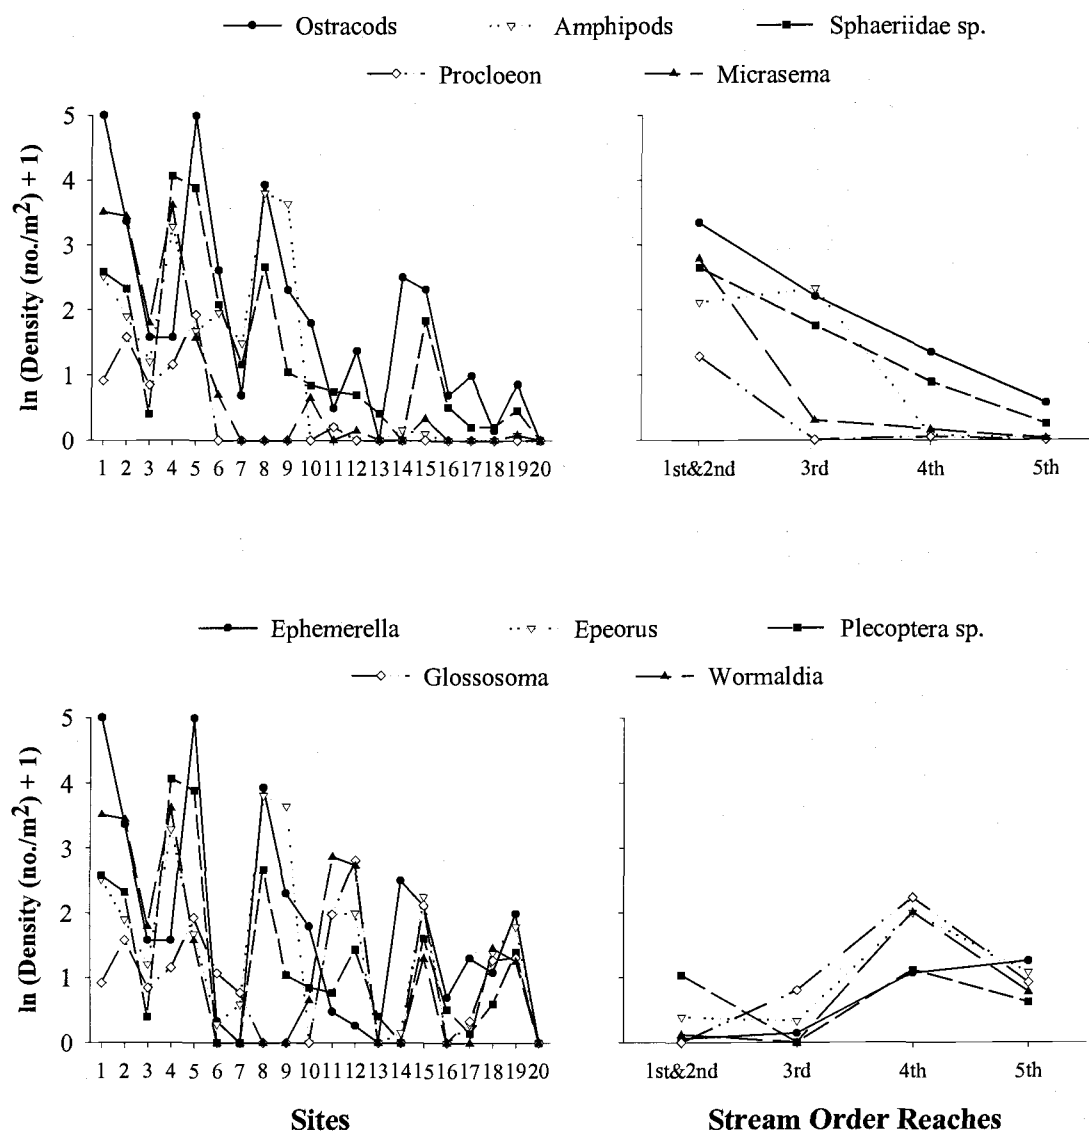 Ostracods Amphipods Sphaeriidae sp.
Procloeon Micrasema
ln (Density (no./m²) + 1)
5
4
3
2
1
0
1 2 3 4 5 6 7 8 9 10 11 12 13 14 15 16 17 18 19 20
1st&2nd 3rd 4th 5th
Ephemerella Epeorus Plecoptera sp.
Glossosoma Wormaldia
ln (Density (no./m²) + 1)
5
4
3
2
1
0
1 2 3 4 5 6 7 8 9 10 11 12 13 14 15 16 17 18 19 20
1st&2nd 3rd 4th 5th
Sites Stream Order Reaches